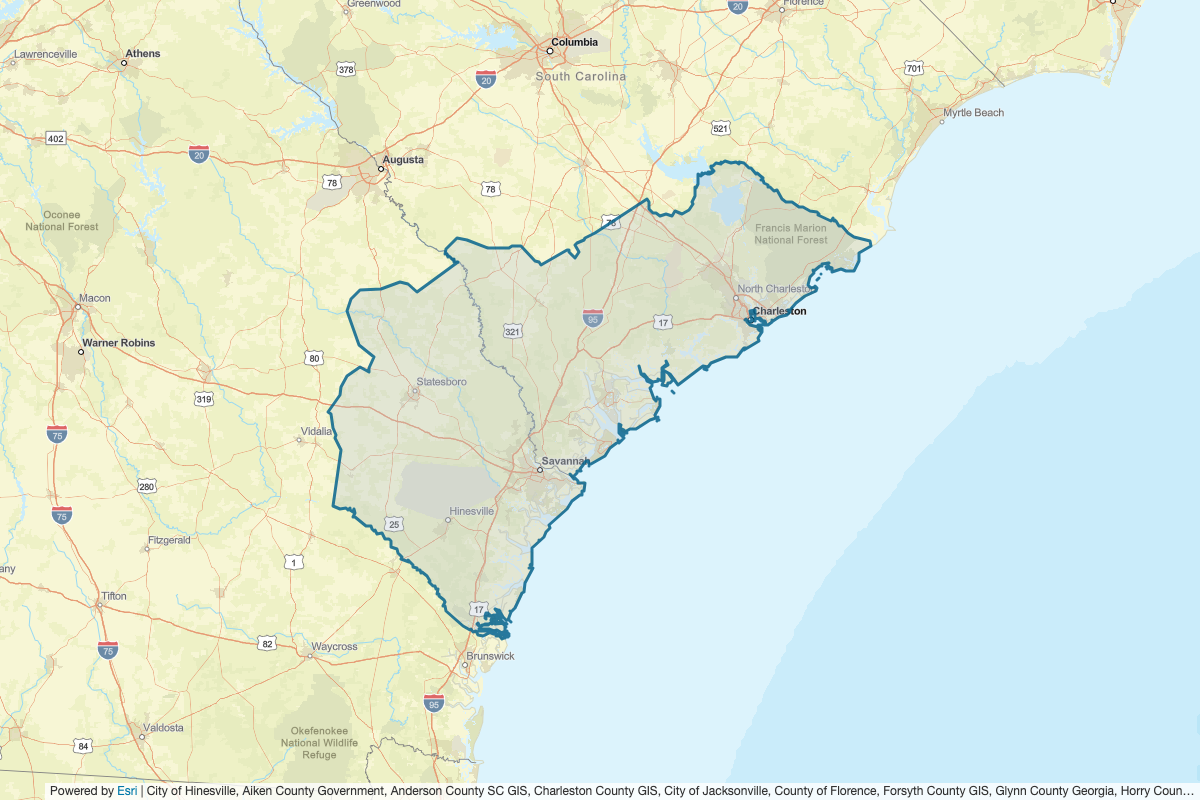 Greenwood
20
Florence
Columbia
Lawrenceville
Athens
378
20
South Carolina
701
Myrtle Beach
521
402
20
Augusta
78
78
78
Oconee
National Forest
Francis Marion
National Forest
Macon
North Charleston
Charleston
95
17
Warner Robins
321
80
Statesboro
319
75
Vidalia
Savannah
280
75
25
Hinesville
Fitzgerald
1
any
Tifton
17
82
Waycross
75
Brunswick
95
Valdosta
84
Okefenokee
National Wildlife
Refuge
Powered by Esri | City of Hinesville, Aiken County Government, Anderson County SC GIS, Charleston County GIS, City of Jacksonville, County of Florence, Forsyth County GIS, Glynn County Georgia, Horry Coun…